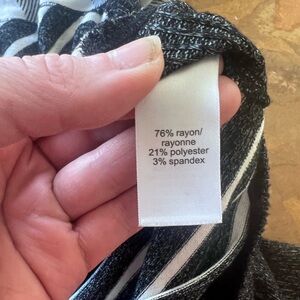 76% rayon/
rayonne
21% polyester
3% spandex